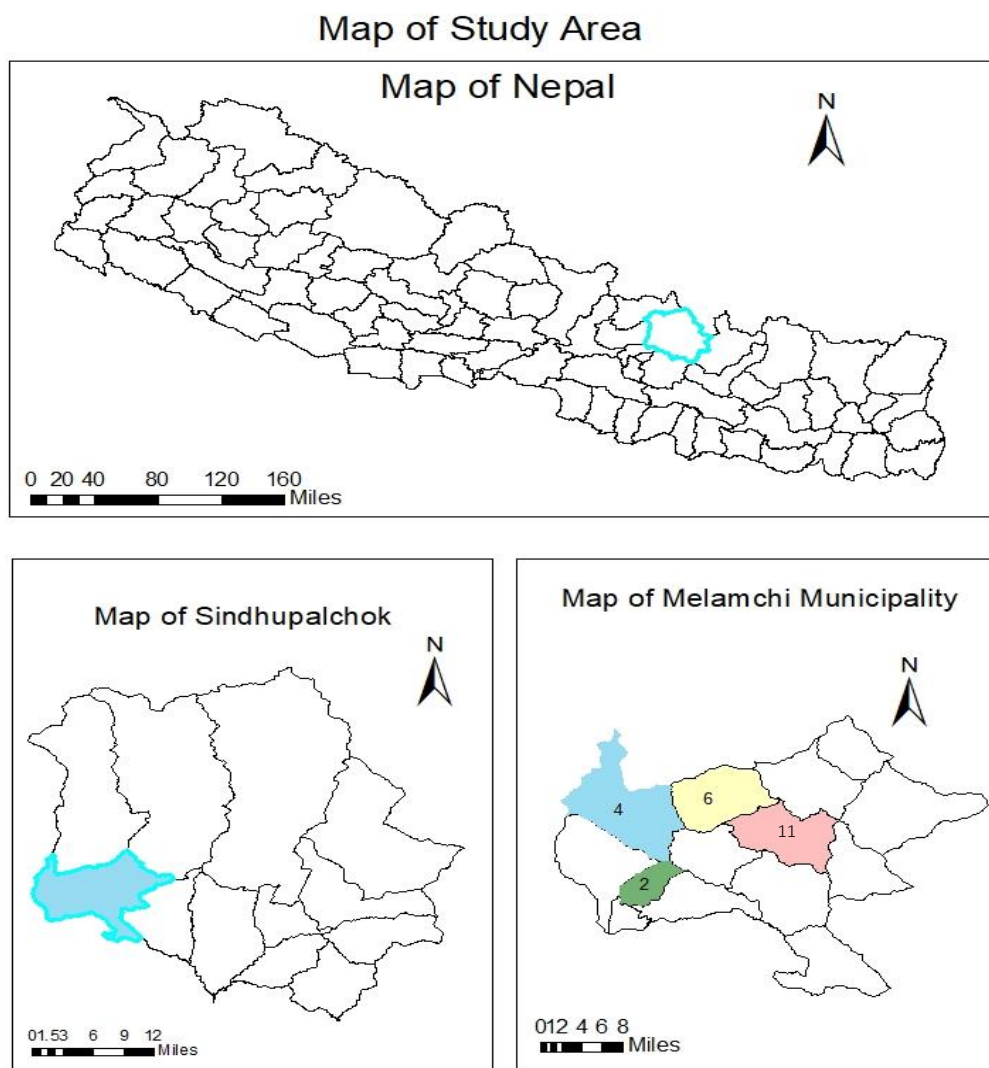 Map of Study Area
Map of Nepal
N
0 20 40 80 120 160
Miles
Map of Sindhupalchok
N
01.53 6 9 12
Miles
Map of Melamchi Municipality
N
4
6
11
2
012 4 6 8
Miles